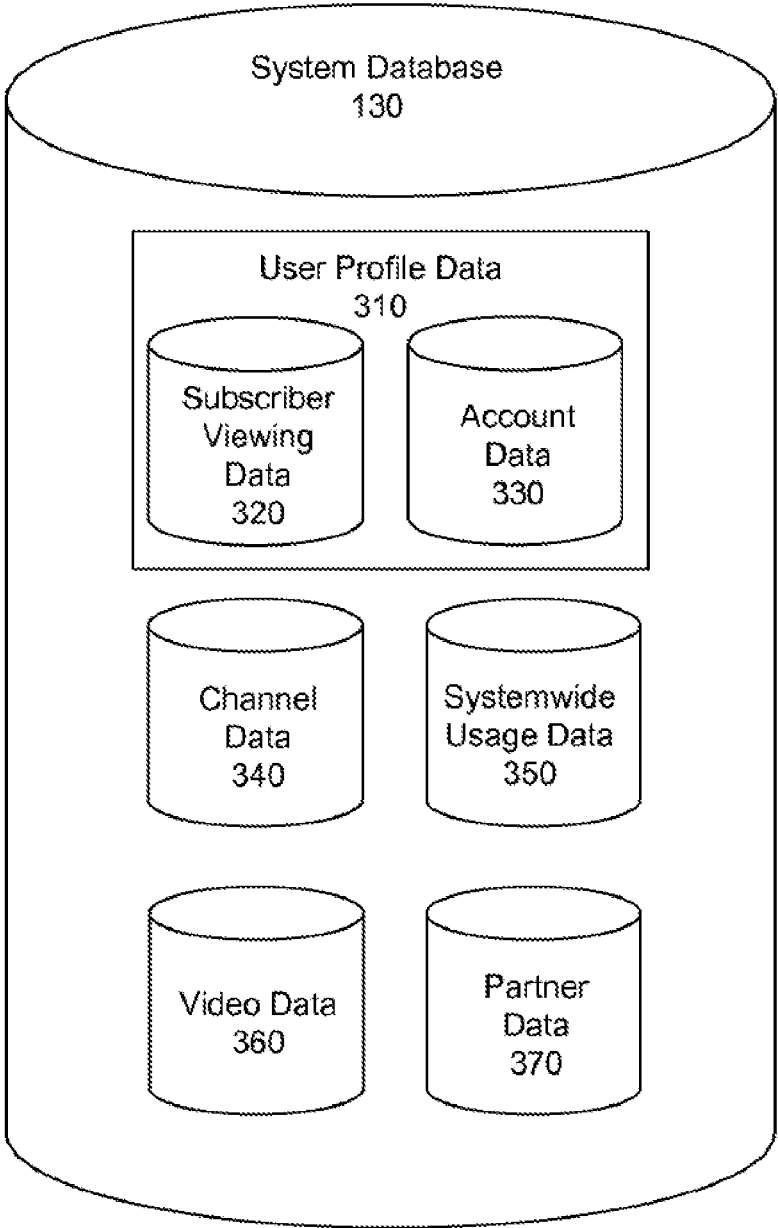 System Database
130
User Profile Data
310
Subscriber
Viewing
Data
320
Account
Data
330
Channel
Data
340
Systemwide
Usage Data
350
Video Data
360
Partner
Data
370